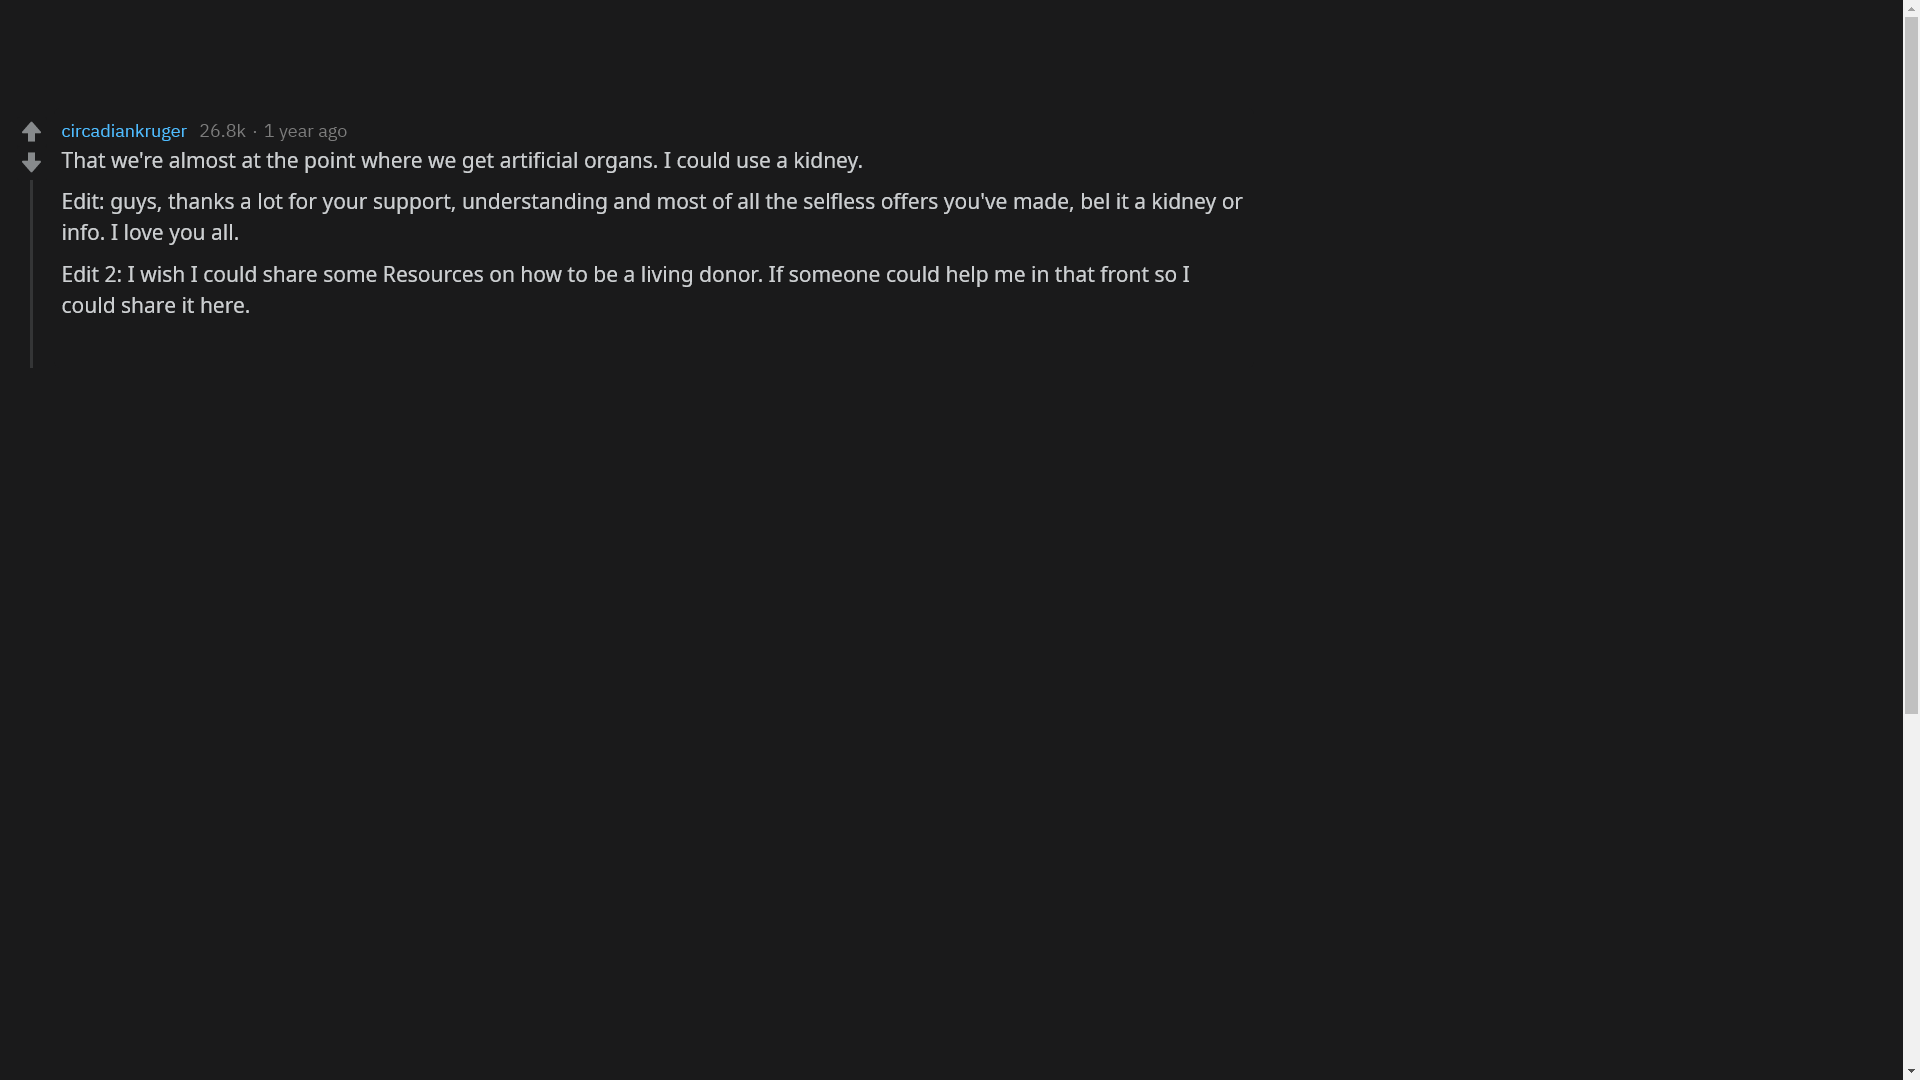 circadiankruger 26.8k · 1 year ago
That we're almost at the point where we get artificial organs. I could use a kidney.
Edit: guys, thanks a lot for your support, understanding and most of all the selfless offers you've made, bel it a kidney or
info. I love you all.
Edit 2: I wish I could share some Resources on how to be a living donor. If someone could help me in that front so I
could share it here.